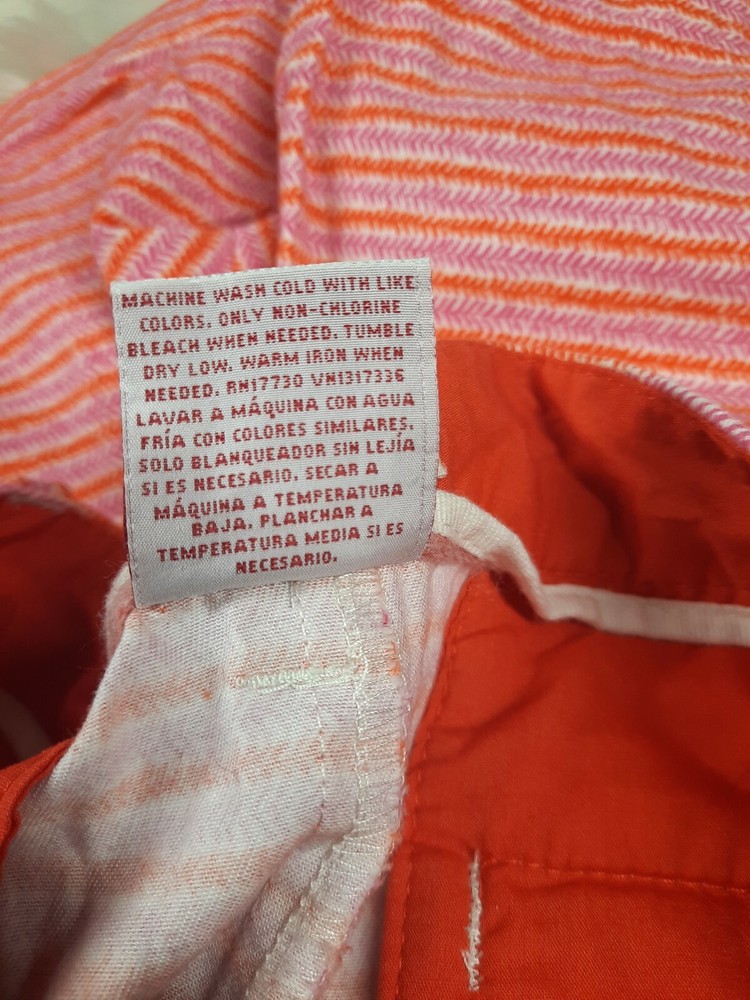 MACHINE WASH COLD WITH LIKE
COLORS. ONLY NON-CHLORINE
BLEACH WHEN NEEDED. TUMBLE
DRY LOW. WARM IRON WHEN
NEEDED. RN17730 VN1317336
LAVAR A MÁQUINA CON AGUA
FRÍA CON COLORES SIMILARES.
SOLO BLANQUEADOR SIN LEJÍA
SI ES NECESARIO. SECAR A
MÁQUINA A TEMPERATURA
BAJA. PLANCHAR A
TEMPERATURA MEDIA SI ES
NECESARIO.